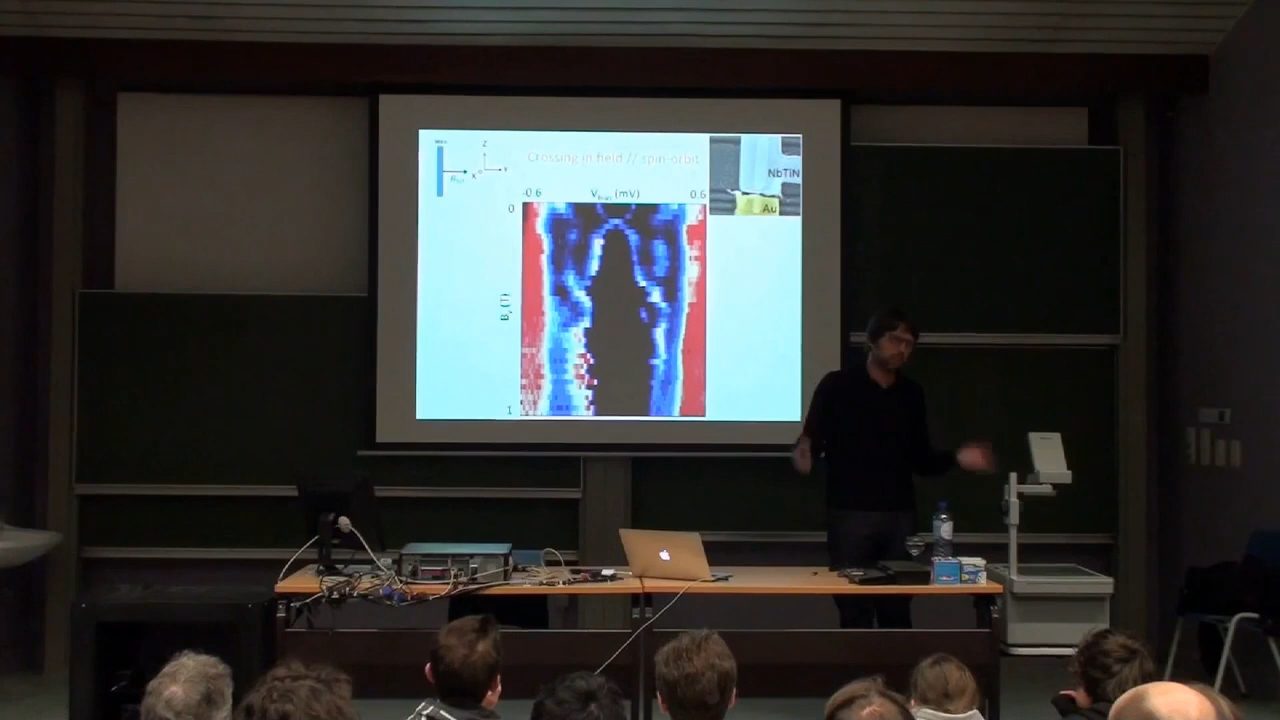 Z
Y
X
Crossing in field // spin-orbit
NbTiN
Au
-0.6
(mV)
0.6
0
(T)
1